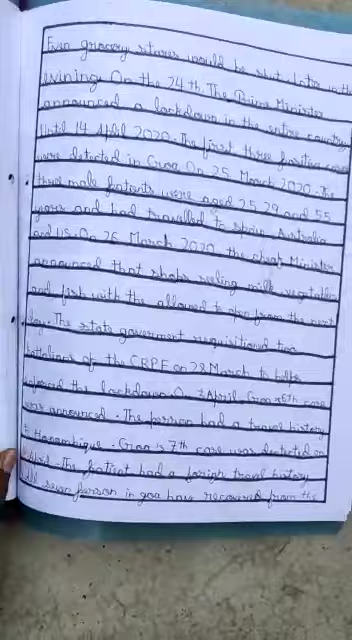 Even grocery stores would be shut later in the
evining. On the 24th. The Prime Minister
announced a lockdown in the entire country
Until 14 April 2020. The first three positive case
were detected in Goa On 25 March 2020. The
three male patients were aged 25, 29 and 55
years and had travelled to spain, Australia
and US. On 26 March 2020, the chief Minister
announced that shops selling milk vegetables
and fish with the allowed to open from the next
day. The state government requisitioned two
battalions of the CRPF on 28 March to help
enforced the lockdown. On April Goa's 6th case
was announced. The person had a travel history
to Mozambique. Goa's 7th case was detected on
April. The patient had a travel history
all seven person in goa have recovered from the